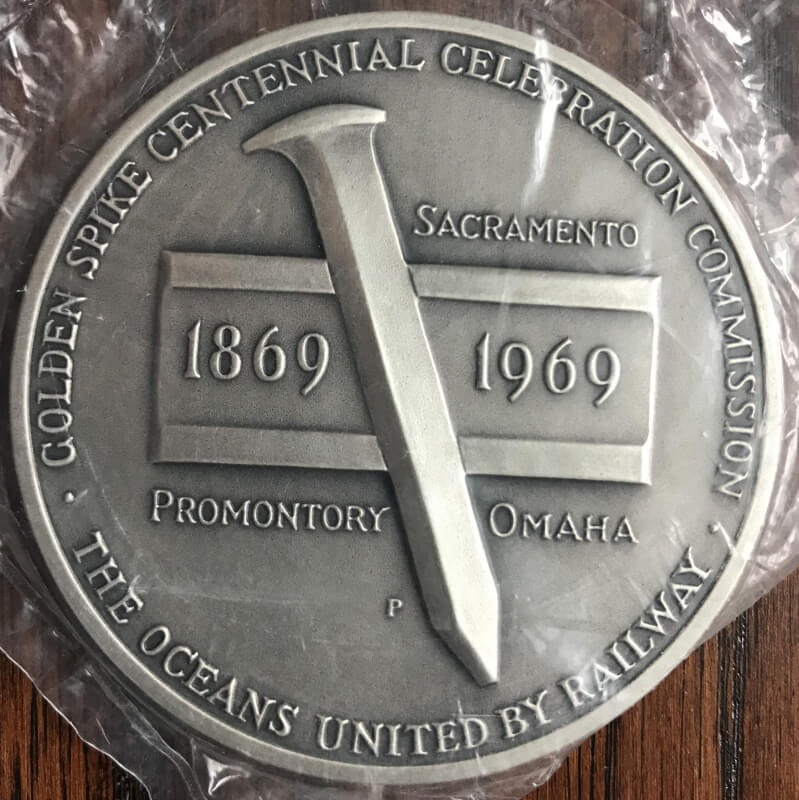 · GOLDEN SPIKE CENTENNIAL CELEBRATION COMMISSION ·
SACRAMENTO
1869 1969
PROMONTORY OMAHA
P
THE OCEANS UNITED BY RAILWAY